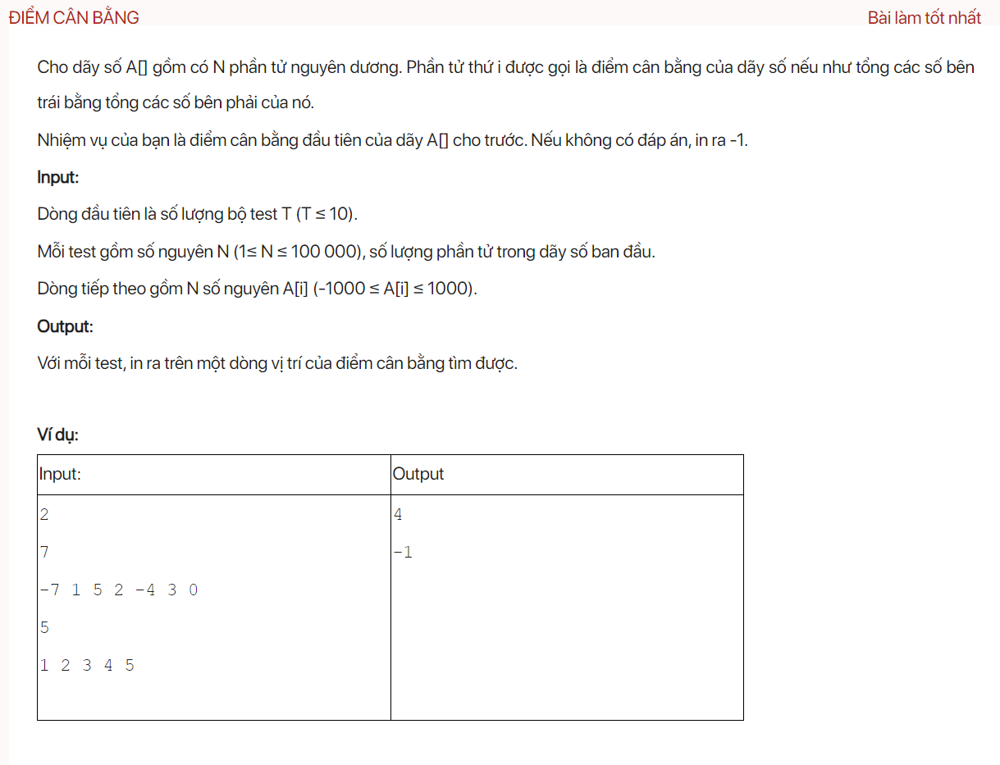 ĐIỂM CÂN BẰNG
Bài làm tốt nhất
Cho dãy số A[] gồm có N phần tử nguyên dương. Phần tử thứ i được gọi là điểm cân bằng của dãy số nếu như tổng các số bên
trái bằng tổng các số bên phải của nó.
Nhiệm vụ của bạn là điểm cân bằng đầu tiên của dãy A[] cho trước. Nếu không có đáp án, in ra -1.
Input:
Dòng đầu tiên là số lượng bộ test T (T ≤ 10).
Mỗi test gồm số nguyên N (1≤ N ≤ 100 000), số lượng phần tử trong dãy số ban đầu.
Dòng tiếp theo gồm N số nguyên A[i] (-1000 ≤ A[i] ≤ 1000).
Output:
Với mỗi test, in ra trên một dòng vị trí của điểm cân bằng tìm được.
Ví dụ:
Input:
Output
2
7
-7 1 5 2 -4 3 0
5
1 2 3 4 5
4
-1